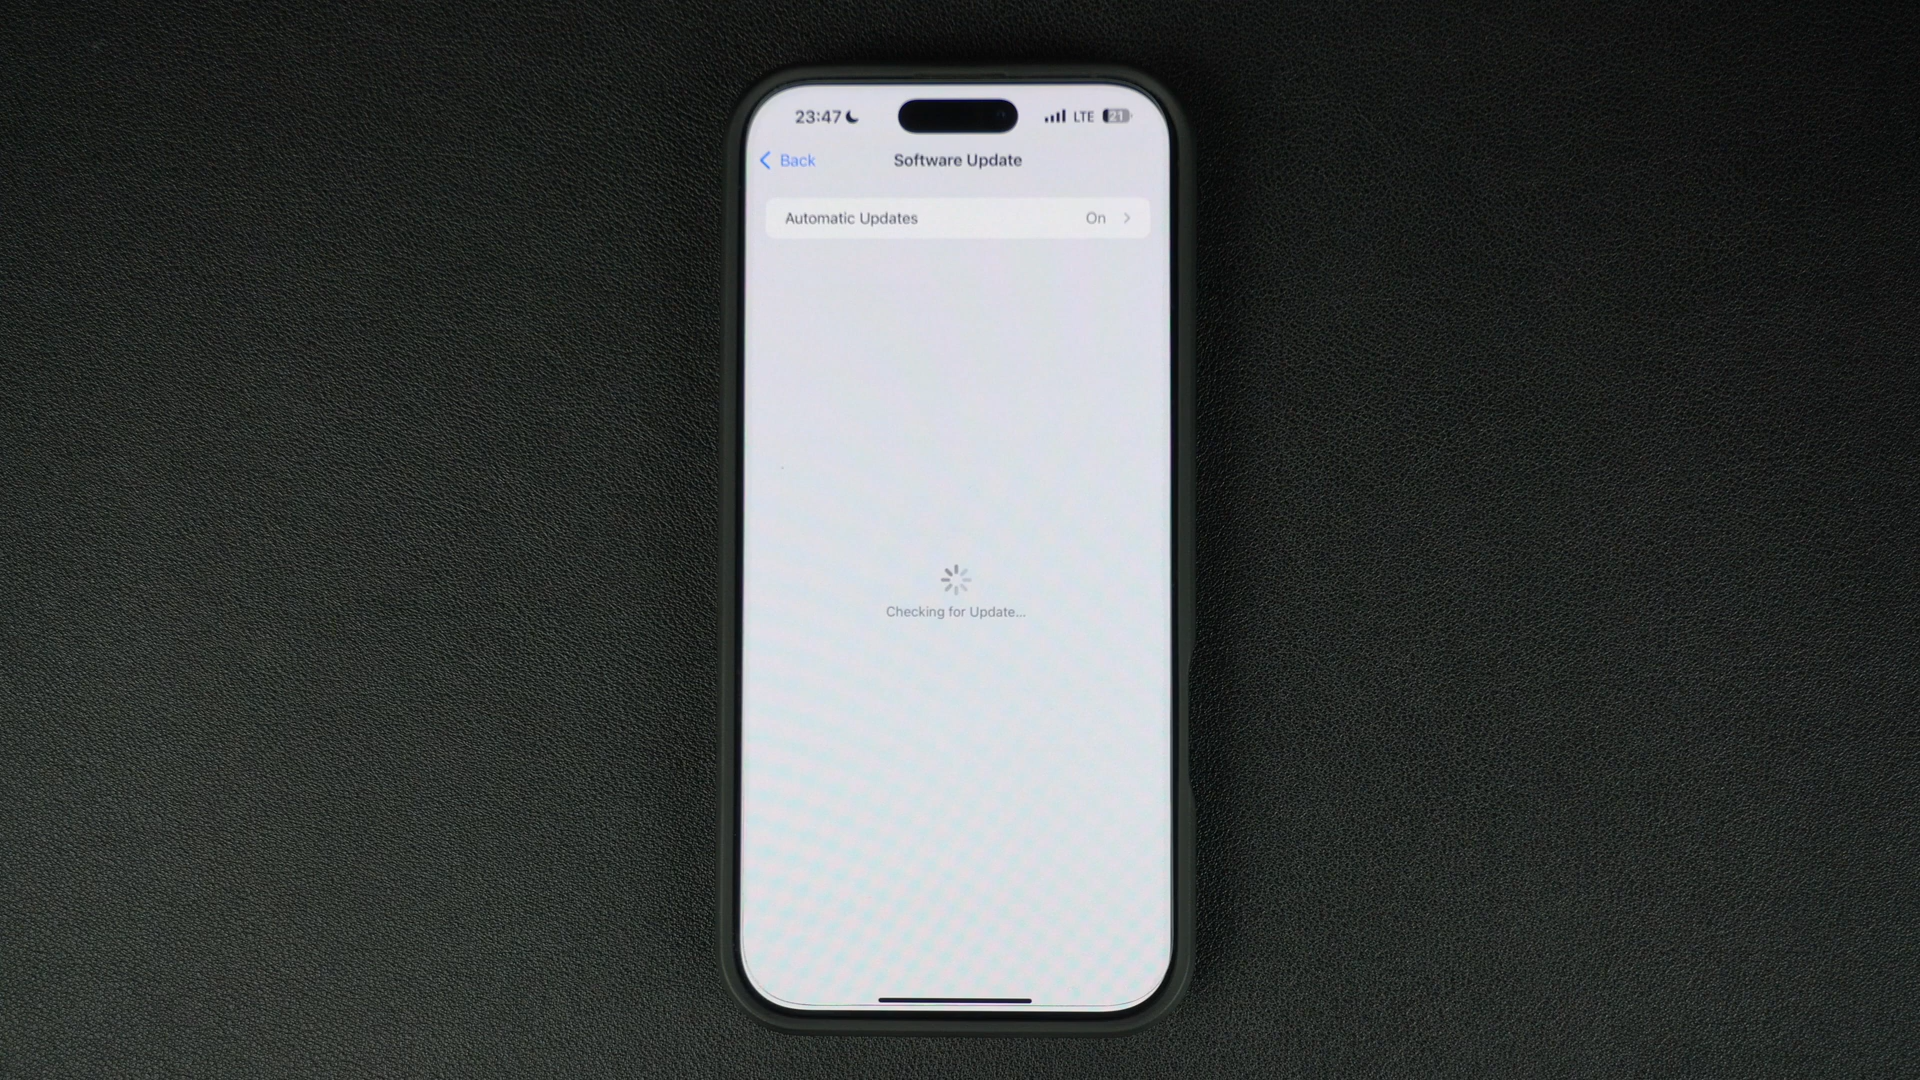 23:47 LTE 21
Back Software Update
Automatic Updates On
Checking for Update...